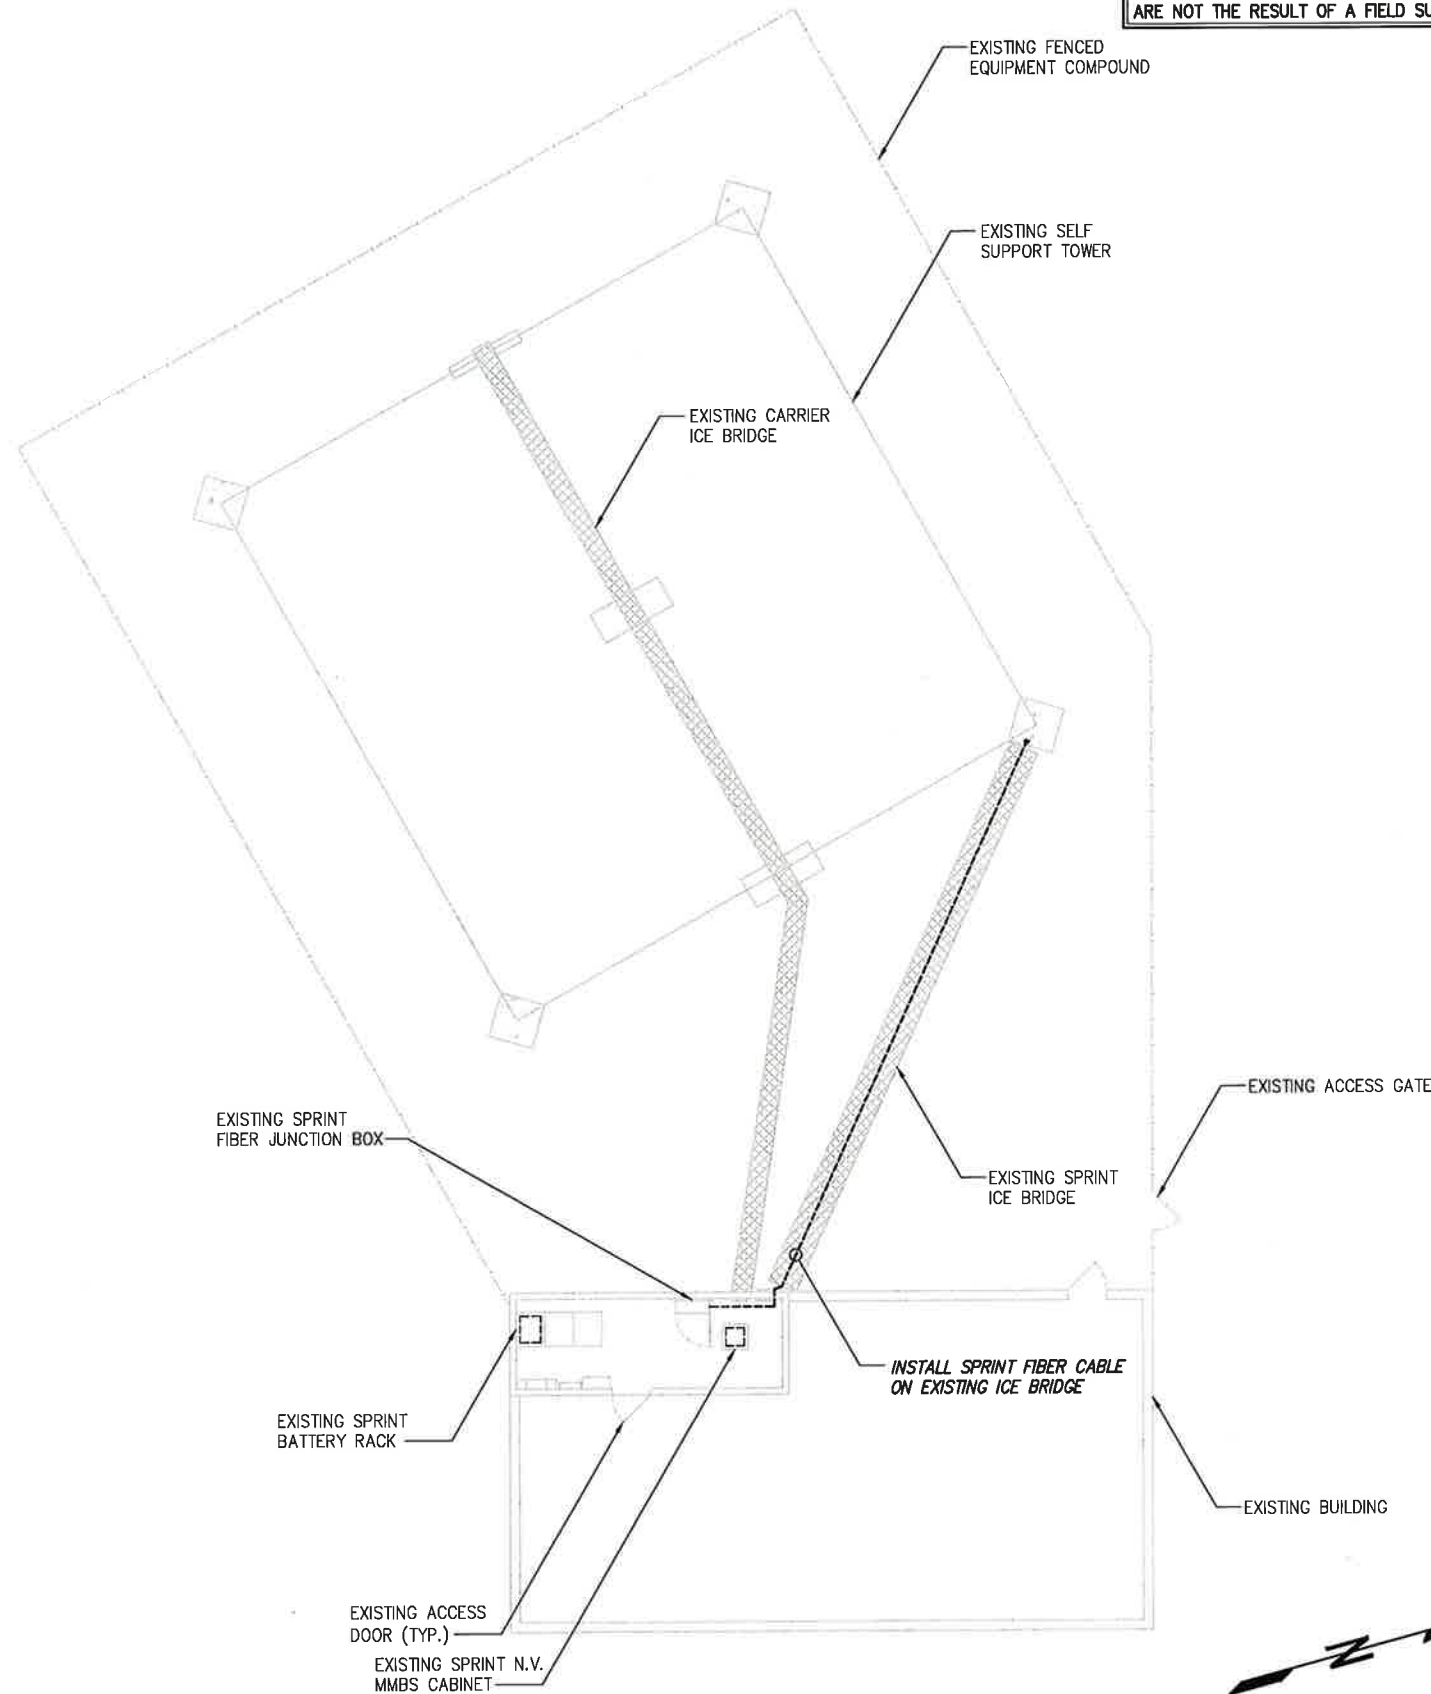 ARE NOT THE RESULT OF A FIELD
EXISTING FENCED
EQUIPMENT COMPOUND
EXISTING SELF
SUPPORT TOWER
EXISTING CARRIER
ICE BRIDGE
EXISTING ACCESS GATE
EXISTING SPRINT
FIBER JUNCTION BOX
EXISTING SPRINT
ICE BRIDGE
INSTALL SPRINT FIBER CABLE
ON EXISTING ICE BRIDGE
EXISTING SPRINT
BATTERY RACK
EXISTING BUILDING
EXISTING ACCESS
DOOR (TYP.)
EXISTING SPRINT N.V.
MMBS CABINET
N